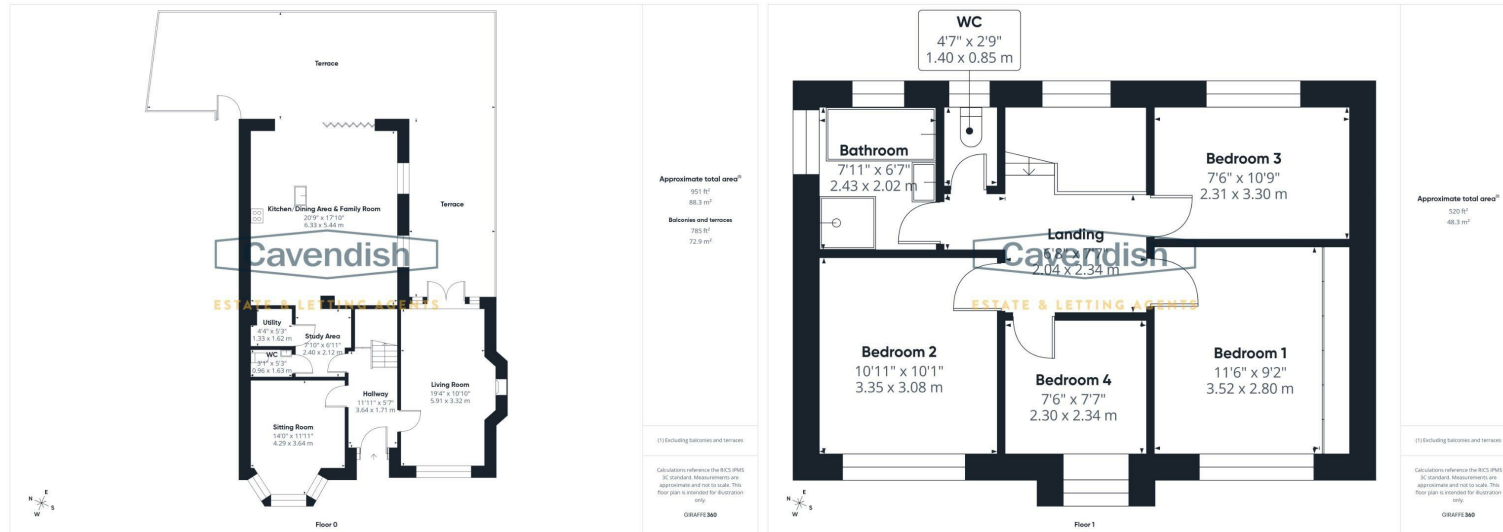 Terrace
Terrace
Kitchen/Dining Area & Family Room
20'9" x 17'10"
6.33 x 5.44 m
Cavendish
ESTATE & LETTING AGENTS
Utility
4'4" x 5'3"
1.33 x 1.62 m
Study Area
7'10" x 6'11"
2.40 x 2.12 m
WC
3'1" x 5'3"
0.96 x 1.63 m
Hallway
11'11" x 5'7"
3.64 x 1.71 m
Living Room
19'4" x 10'10"
5.91 x 3.32 m
Sitting Room
14'0" x 11'11"
4.29 x 3.64 m
N E
W S
Floor 0
Approximate total area⁽¹⁾
951 ft²
88.3 m²
Balconies and terraces
785 ft²
72.9 m²
(1) Excluding balconies and terraces
Calculations reference the RICS IPMS
3C standard. Measurements are
approximate and not to scale. This
floor plan is intended for illustration
only.
GIRAFFE360
WC
4'7" x 2'9"
1.40 x 0.85 m
Bathroom
7'11" x 6'7"
2.43 x 2.02 m
Bedroom 3
7'6" x 10'9"
2.31 x 3.30 m
Landing
6'8" x 7'7"
2.04 x 2.34 m
Cavendish
ESTATE & LETTING AGENTS
Bedroom 2
10'11" x 10'1"
3.35 x 3.08 m
Bedroom 4
7'6" x 7'7"
2.30 x 2.34 m
Bedroom 1
11'6" x 9'2"
3.52 x 2.80 m
N E
W S
Floor 1
Approximate total area⁽¹⁾
520 ft²
48.3 m²
(1) Excluding balconies and terraces
Calculations reference the RICS IPMS
3C standard. Measurements are
approximate and not to scale. This
floor plan is intended for illustration
only.
GIRAFFE360